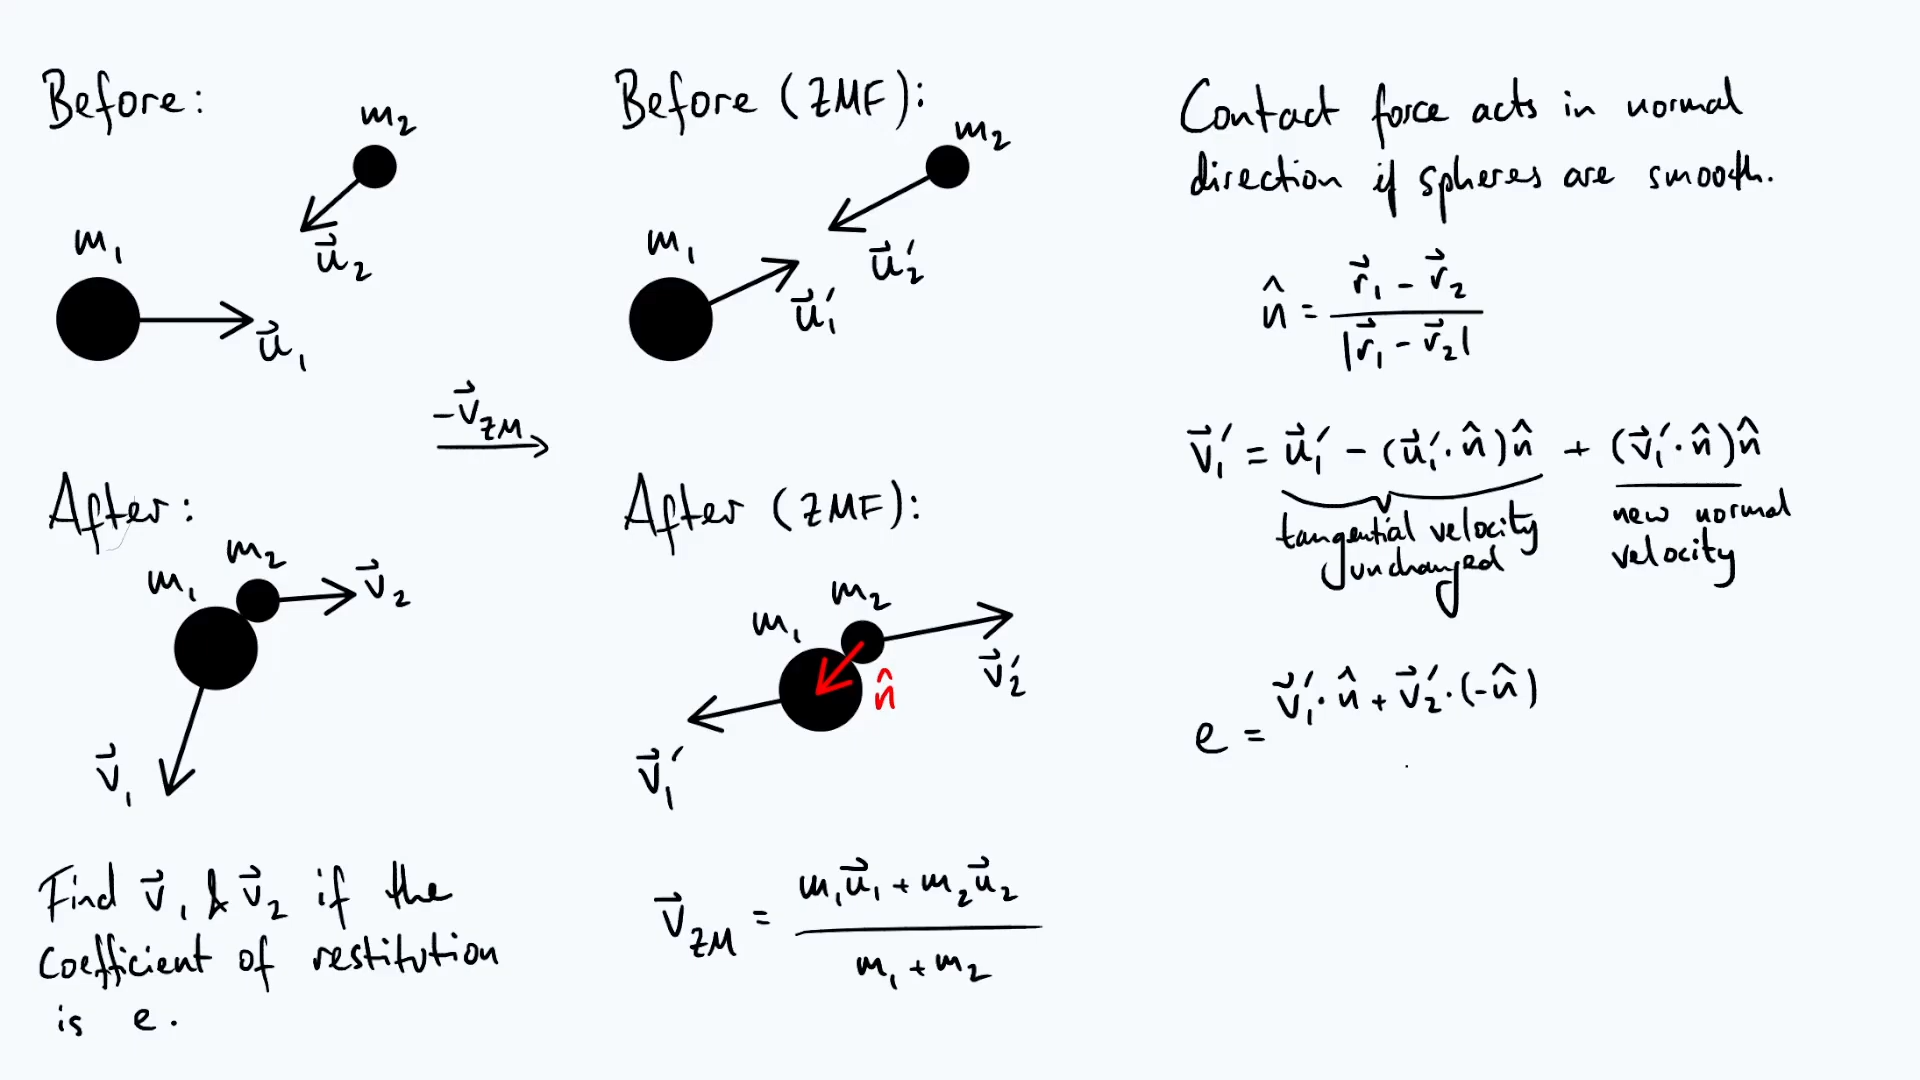 Before:
m₂
u⃗₂
m₁
u⃗₁
After:
m₂
m₁
v⃗₂
v⃗₁
Find v⃗₁ & v⃗₂ if the
coefficient of restitution
is e.
-v⃗_ZM
Before (ZMF):
m₂
m₁
u⃗₂′
u⃗₁′
After (ZMF):
m₂
m₁
n̂
v⃗₂′
v⃗₁′
v⃗_ZM = (m₁u⃗₁ + m₂u⃗₂) / (m₁ + m₂)
Contact force acts in normal
direction if spheres are smooth.
n̂ = (r⃗₁ - r⃗₂) / |r⃗₁ - r⃗₂|
v⃗₁′ = u⃗₁′ - (u⃗₁′·n̂)n̂ + (v⃗₁′·n̂)n̂
tangential velocity
unchanged
new normal
velocity
e = v⃗₁′·n̂ + v⃗₂′·(-n̂)